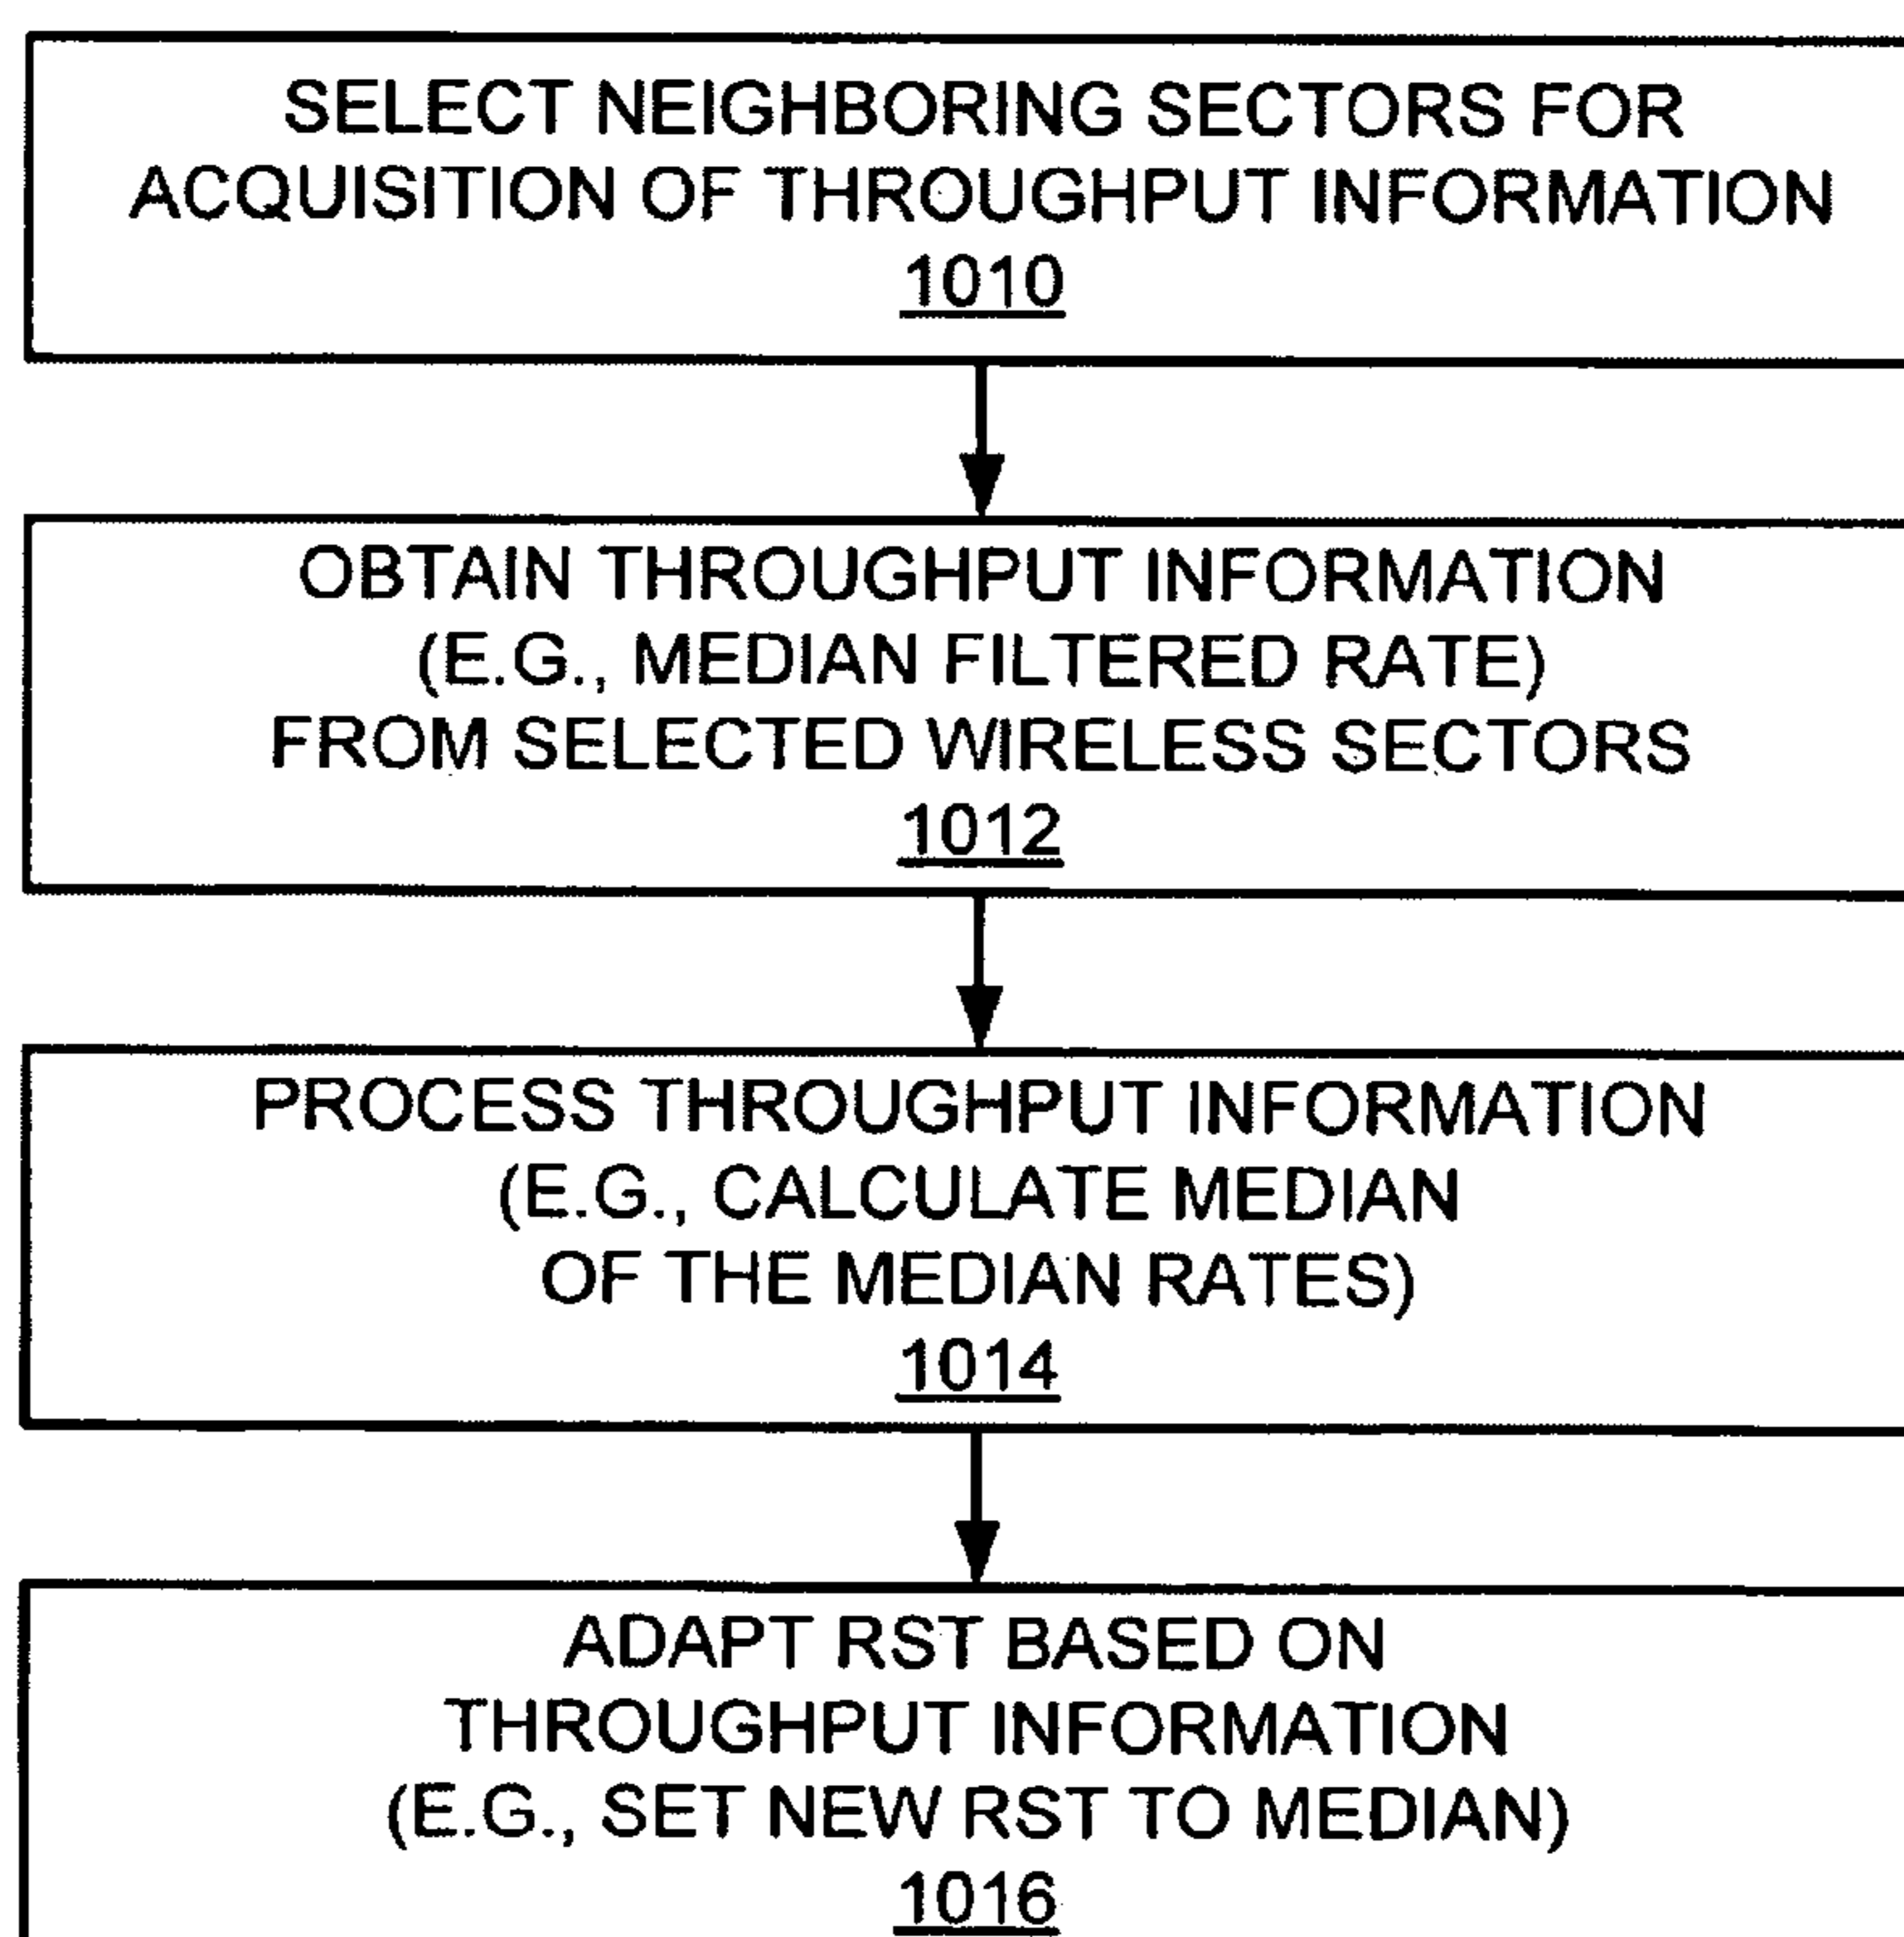 SELECT NEIGHBORING SECTORS FOR
ACQUISITION OF THROUGHPUT INFORMATION
1010
OBTAIN THROUGHPUT INFORMATION
(E.G., MEDIAN FILTERED RATE)
FROM SELECTED WIRELESS SECTORS
1012
PROCESS THROUGHPUT INFORMATION
(E.G., CALCULATE MEDIAN
OF THE MEDIAN RATES)
1014
ADAPT RST BASED ON
THROUGHPUT INFORMATION
(E.G., SET NEW RST TO MEDIAN)
1016